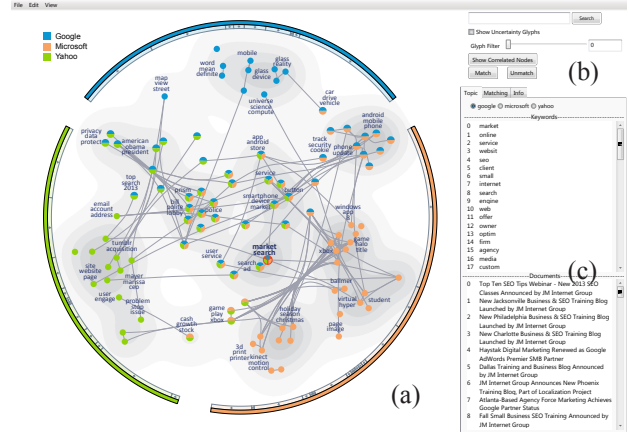 File Edit View
Google
Microsoft
Yahoo
mobile
word
mean
definite
glass
reality
glass
device
map
view
street
universe
science
compute
car
drive
vehicle
android
mobile
phone
privacy
data
protect
american
obama
president
app
android
store
track
security
cookie
phone
update
top
search
2013
service
prism
bill
paine
lobby
police
smartphone
device
market
button
email
account
address
windows
app
8
tumblr
acquisition
user
service
market
search
xbox
game
halo
title
site
website
page
search
ad
mayer
marissa
ceo
ballmer
user
engage
problem
stop
issue
virtual
hyper
student
game
play
xbox
holiday
season
christmas
cash
growth
stock
page
image
3d
print
printer
kinect
motion
control
(a)
Search
Show Uncertainty Glyphs
Glyph Filter 0
Show Correlated Nodes
Match Unmatch
(b)
Topic Matching Info
google microsoft yahoo
Keywords
0 market
1 online
2 service
3 websit
4 seo
5 client
6 small
7 internet
8 search
9 engine
10 web
11 offer
12 owner
13 optim
14 firm
15 agency
16 media
17 custom
(c)
Documents
0 Top Ten SEO Tips Webinar - New 2013 SEO
Classes Announced by JM Internet Group
1 New Jacksonville Business & SEO Training Blog
Launched by JM Internet Group
2 New Philadelphia Business & SEO Training Blog
Launched by JM Internet Group
3 New Charlotte Business & SEO Training Blog
Launched by JM Internet Group
4 Haystak Digital Marketing Renewed as Google
AdWords Premier SMB Partner
5 Dallas Training and Business Blog Announced
by JM Internet Group
6 JM Internet Group Announces New Phoenix
Training Blog, Part of Localization Project
7 Atlanta-Based Agency Force Marketing Achieves
Google Partner Status
8 Fall Small Business SEO Training Announced by
JM Internet Group